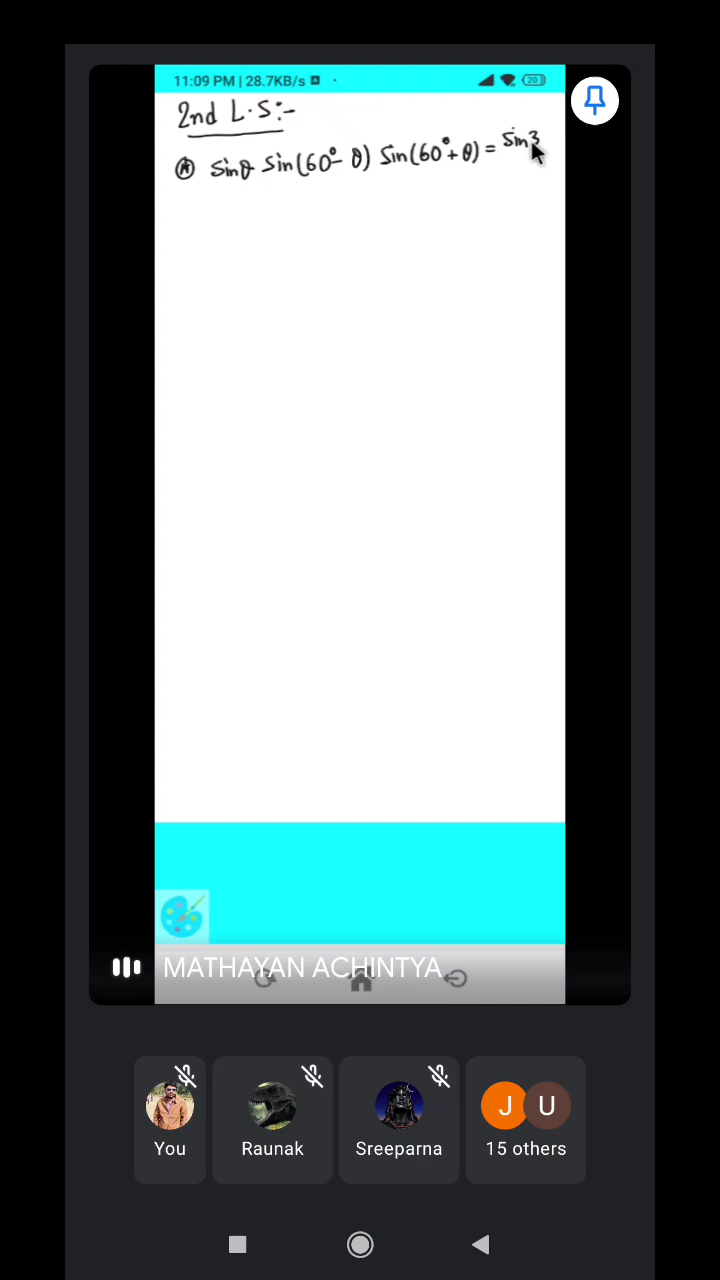 11:09 PM | 28.7KB/s
20
2nd L.S:-
Ⓐ Sinθ Sin(60°- θ) Sin(60°+ θ) = Sin3
MATHAYAN ACHINTYA
You
Raunak
Sreeparna
J U
15 others